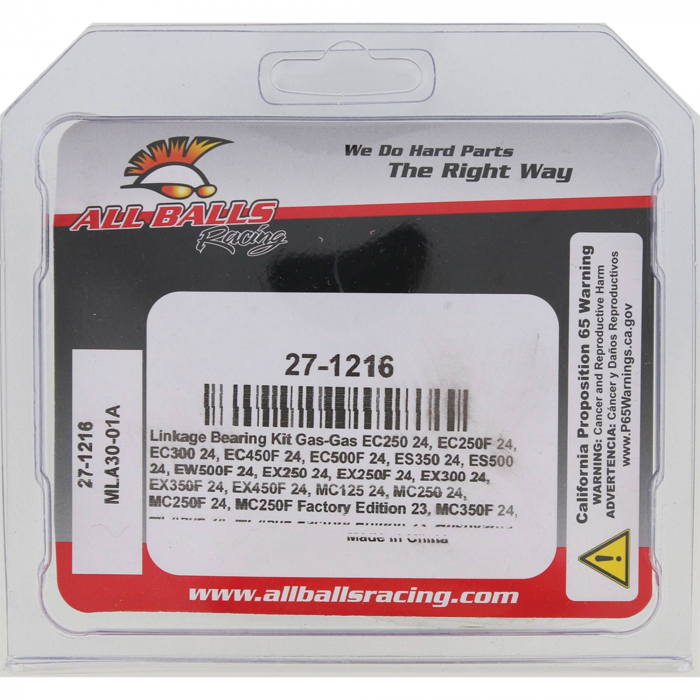 We Do Hard Parts
The Right Way
ALL BALLS
Racing
27-1216
Linkage Bearing Kit Gas-Gas EC250 24, EC250F 24,
EC300 24, EC450F 24, EC500F 24, ES350 24, ES500
24, EW500F 24, EX250 24, EX250F 24, EX300 24,
EX350F 24, EX450F 24, MC125 24, MC250 24,
MC250F 24, MC250F Factory Edition 23, MC350F 24,
Made in China
27-1216
MLA30-01A
California Proposition 65 Warning
WARNING: Cancer and Reproductive Harm
ADVERTENCIA: Cáncer y Daños Reproductivos
www.P65Warnings.ca.gov
www.allballsracing.com